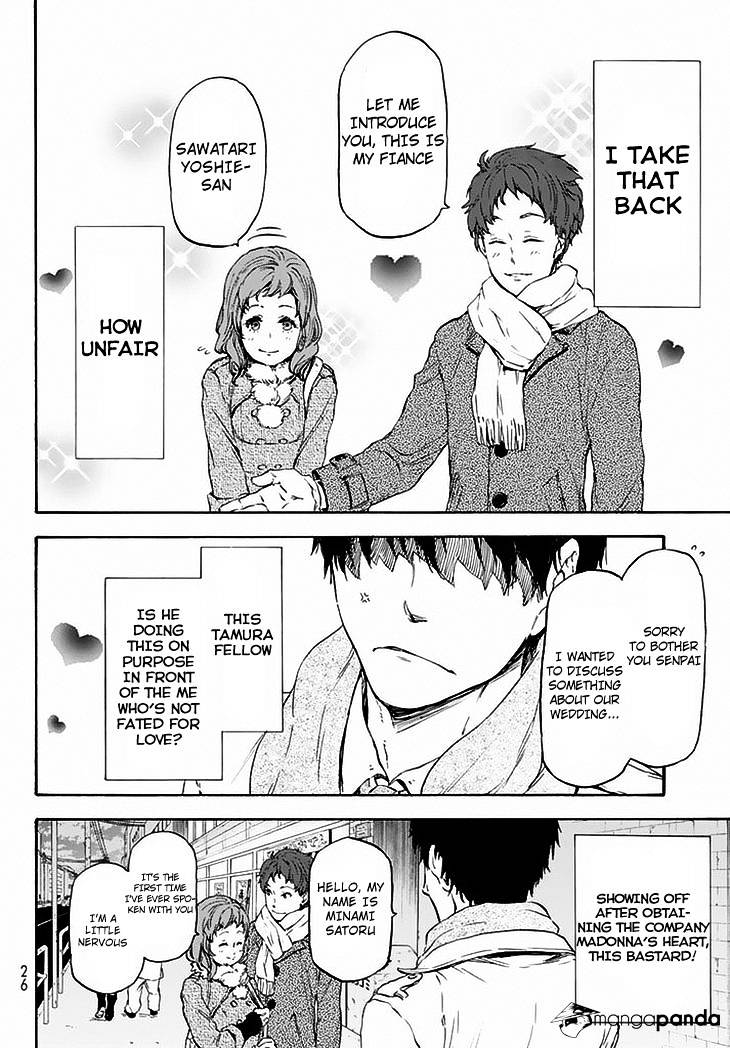 I TAKE
THAT
BACK
LET ME
INTRODUCE
YOU, THIS IS
MY FIANCE
SAWATARI
YOSHIE-
SAN
HOW
UNFAIR
SORRY
TO BOTHER
YOU SENPAI
I WANTED
TO DISCUSS
SOMETHING
ABOUT OUR
WEDDING...
THIS
TAMURA
FELLOW
IS HE
DOING
THIS ON
PURPOSE
IN FRONT
OF THE ME
WHO'S NOT
FATED FOR
LOVE?
SHOWING OFF
AFTER OBTAI-
NING THE COMPANY
MADONNA'S HEART,
THIS BASTARD!
HELLO, MY
NAME IS
MINAMI
SATORU
IT'S THE
FIRST TIME
I'VE EVER SPO-
KEN WITH YOU
I'M A
LITTLE
NERVOUS
26
mangapanda